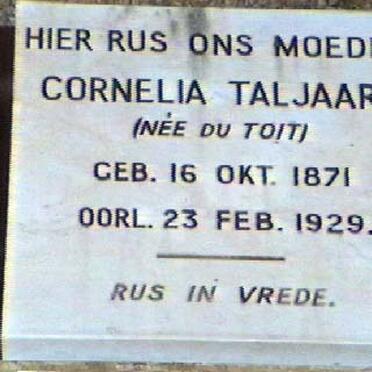 HIER RUS ONS MOED
CORNELIA TALJAAR
(NÉE DU TOIT)
GEB. 16 OKT. 1871
OORL. 23 FEB. 1929.
RUS IN VREDE.